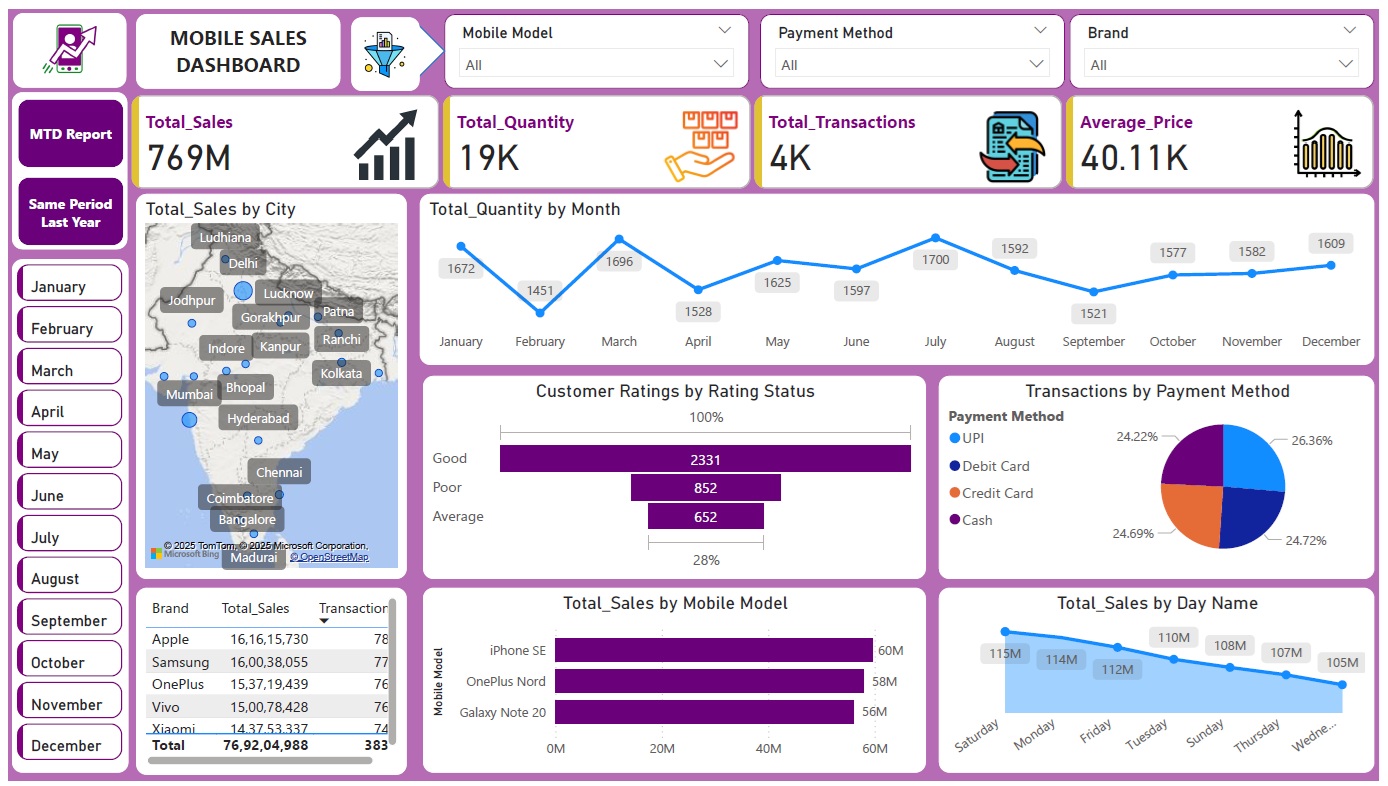 MOBILE SALES
DASHBOARD
Mobile Model
All
Payment Method
All
Brand
All
MTD Report
Same Period
Last Year
Total_Sales
769M
Total_Quantity
19K
Total_Transactions
4K
Average_Price
40.11K
January
February
March
April
May
June
July
August
September
October
November
December
Total_Sales by City
Ludhiana
Delhi
Jodhpur
Lucknow
Gorakhpur
Patna
Indore
Kanpur
Ranchi
Kolkata
Mumbai
Bhopal
Hyderabad
Chennai
Coimbatore
Bangalore
Madurai
© 2025 TomTom, © 2025 Microsoft Corporation,
Microsoft Bing
© OpenStreetMap
Total_Quantity by Month
1672
1451
1696
1528
1625
1597
1700
1592
1521
1577
1582
1609
January February March April May June July August September October November December
Customer Ratings by Rating Status
100%
Good 2331
Poor 852
Average 652
28%
Transactions by Payment Method
Payment Method
UPI
Debit Card
Credit Card
Cash
24.22%
26.36%
24.69%
24.72%
Brand Total_Sales Transaction
Apple 16,16,15,730 78
Samsung 16,00,38,055 77
OnePlus 15,37,19,439 76
Vivo 15,00,78,428 76
Xiaomi 14,37,53,337 74
Total 76,92,04,988 383
Total_Sales by Mobile Model
Mobile Model
iPhone SE 60M
OnePlus Nord 58M
Galaxy Note 20 56M
0M 20M 40M 60M
Total_Sales by Day Name
115M
114M
112M
110M
108M
107M
105M
Saturday Monday Friday Tuesday Sunday Thursday Wedne...